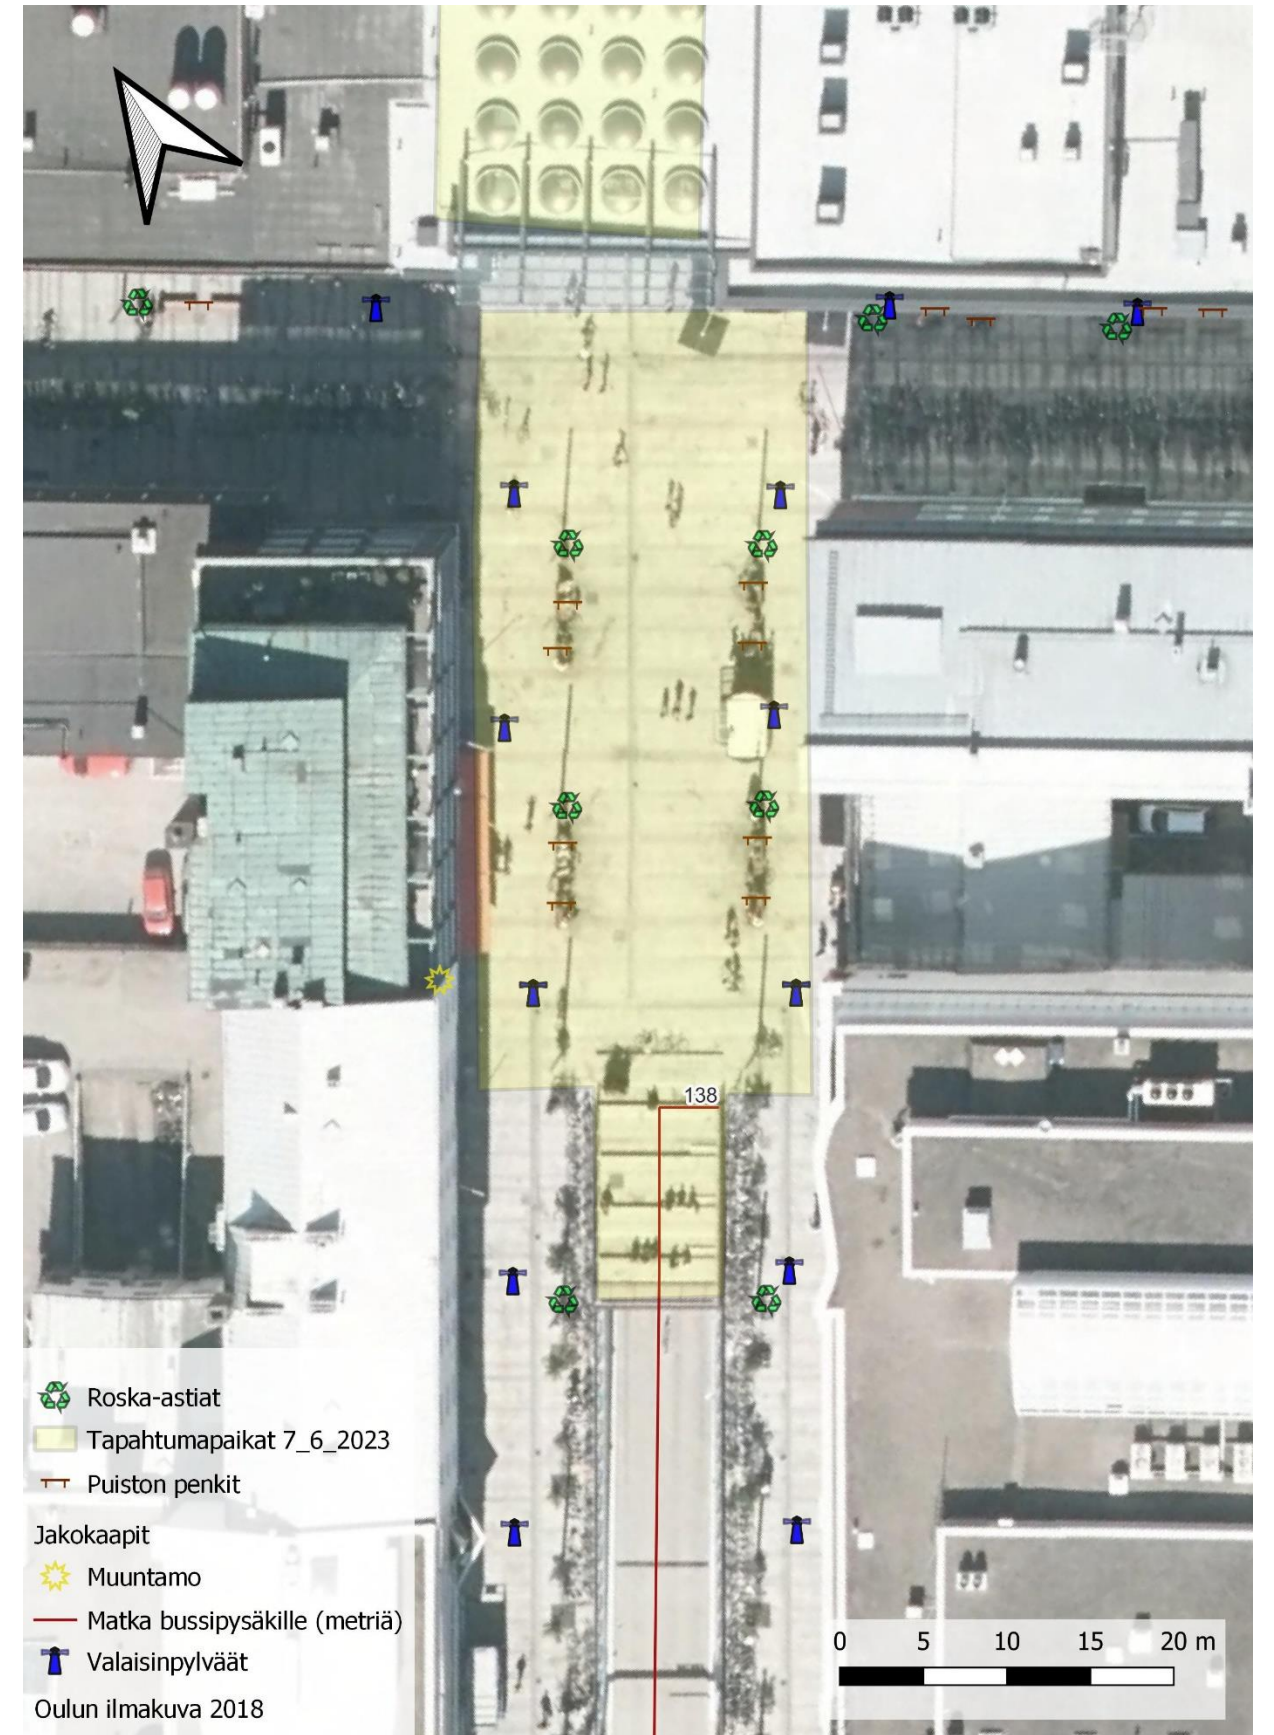 138
Roska-astiat
Tapahtumapaikat 7_6_2023
Puiston penkit
Jakokaapit
Muuntamo
Matka bussipysäkille (metriä)
Valaisinpylväät
Oulun ilmakuva 2018
0 5 10 15 20 m